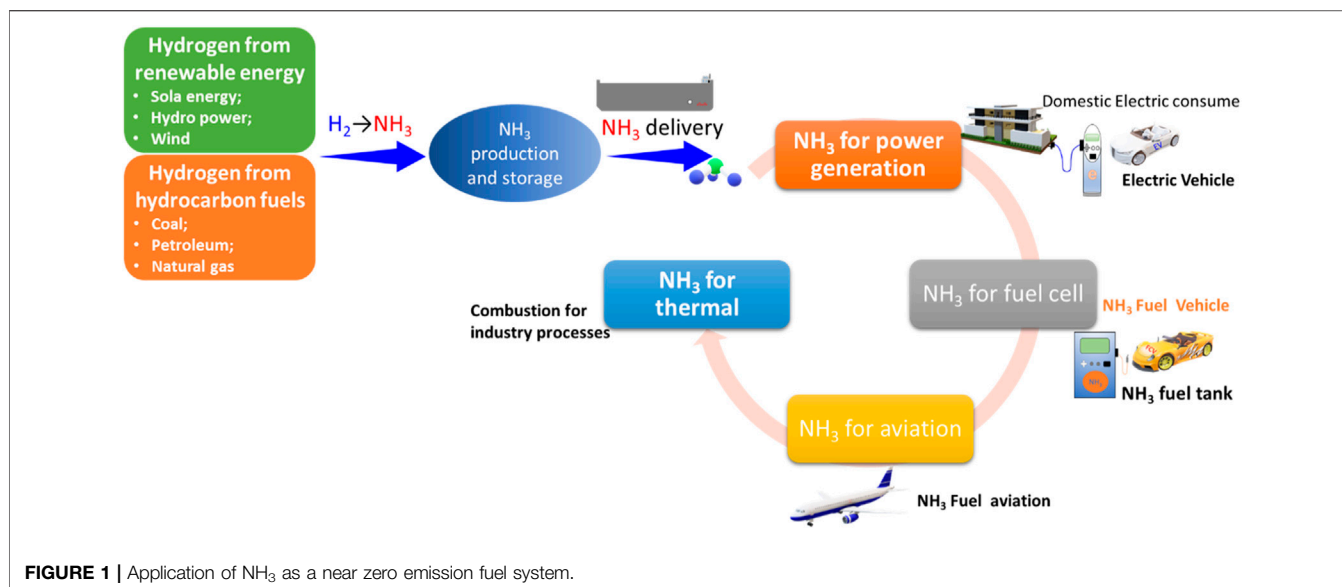 Hydrogen from
renewable energy
• Sola energy;
• Hydro power;
• Wind
Hydrogen from
hydrocarbon fuels
• Coal;
• Petroleum;
• Natural gas
H₂→NH₃
NH₃
production
and storage
NH₃ delivery
NH₃ for power
generation
Domestic Electric consume
EV
Electric Vehicle
NH₃ for fuel cell
NH₃ Fuel Vehicle
NH₃
NH₃ fuel tank
NH₃ for aviation
NH₃ Fuel aviation
NH₃ for
thermal
Combustion for
industry processes
FIGURE 1 | Application of NH₃ as a near zero emission fuel system.